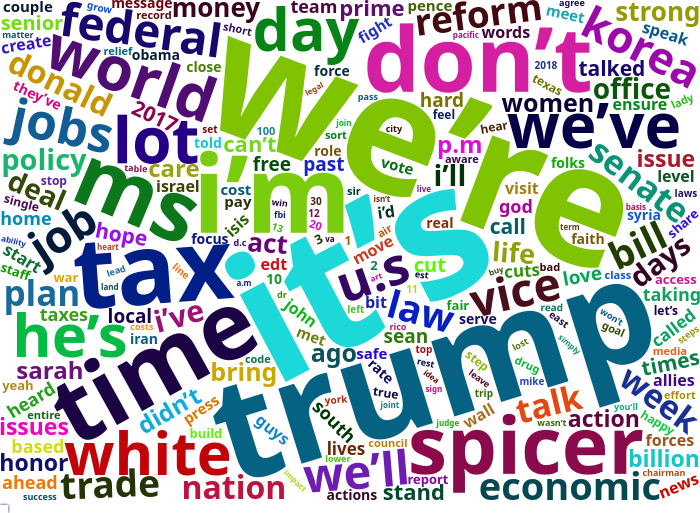 couple
grow
message
record
money
team
prime
pence
reform
agree
meet
strong
speak
senior
matter
create
federal
relief
obama
short
day
fight
pacific
words
don't
korea
donald
world
close
force
legal
2018
texas
talked
office
they've
2017
we're
pass
hard
feel
women
ensure
lady
jobs
lot
set
told
100
can't
join
sort
role
city
hear
p.m
we've
policy
table
care
free
past
vote
aware
folks
senate
issue
level
stop
deal
single
ms
israel
cost
pay
i'm
sir
isn't
i'd
live
i'll
visit
god
laws
basis
syria
share
home
job
hope
isis
win
fbi
13
30
12
20
3
va
1
air
real
call
term
faith
bill
ability
start
staff
heart
focus
d.c
act
it's
move
life
days
lead
land
tax
line
a.m
edt
10
2
u.s
art
est
cut
buy
cuts
bad
love
class
access
taking
war
plan
dr
john
left
11
bit
law
fair
vice
read
won't
goal
let's
called
taxes
local
i've
met
serve
east
steps
he's
costs
iran
time
code
ago
safe
sean
rico
simply
media
times
sarah
bring
rate
top
rest
idea
sign
step
leave
lost
drug
trip
mike
allies
yeah
heard
entire
didn't
press
true
joint
trump
week
effort
issues
build
guys
york
south
judge
wall
talk
wasn't
you'll
action
happy
based
white
lives
lower
council
spicer
forces
billion
honor
ahead
success
trade
nation
impact
we'll
actions
report
stand
economic
chairman
news